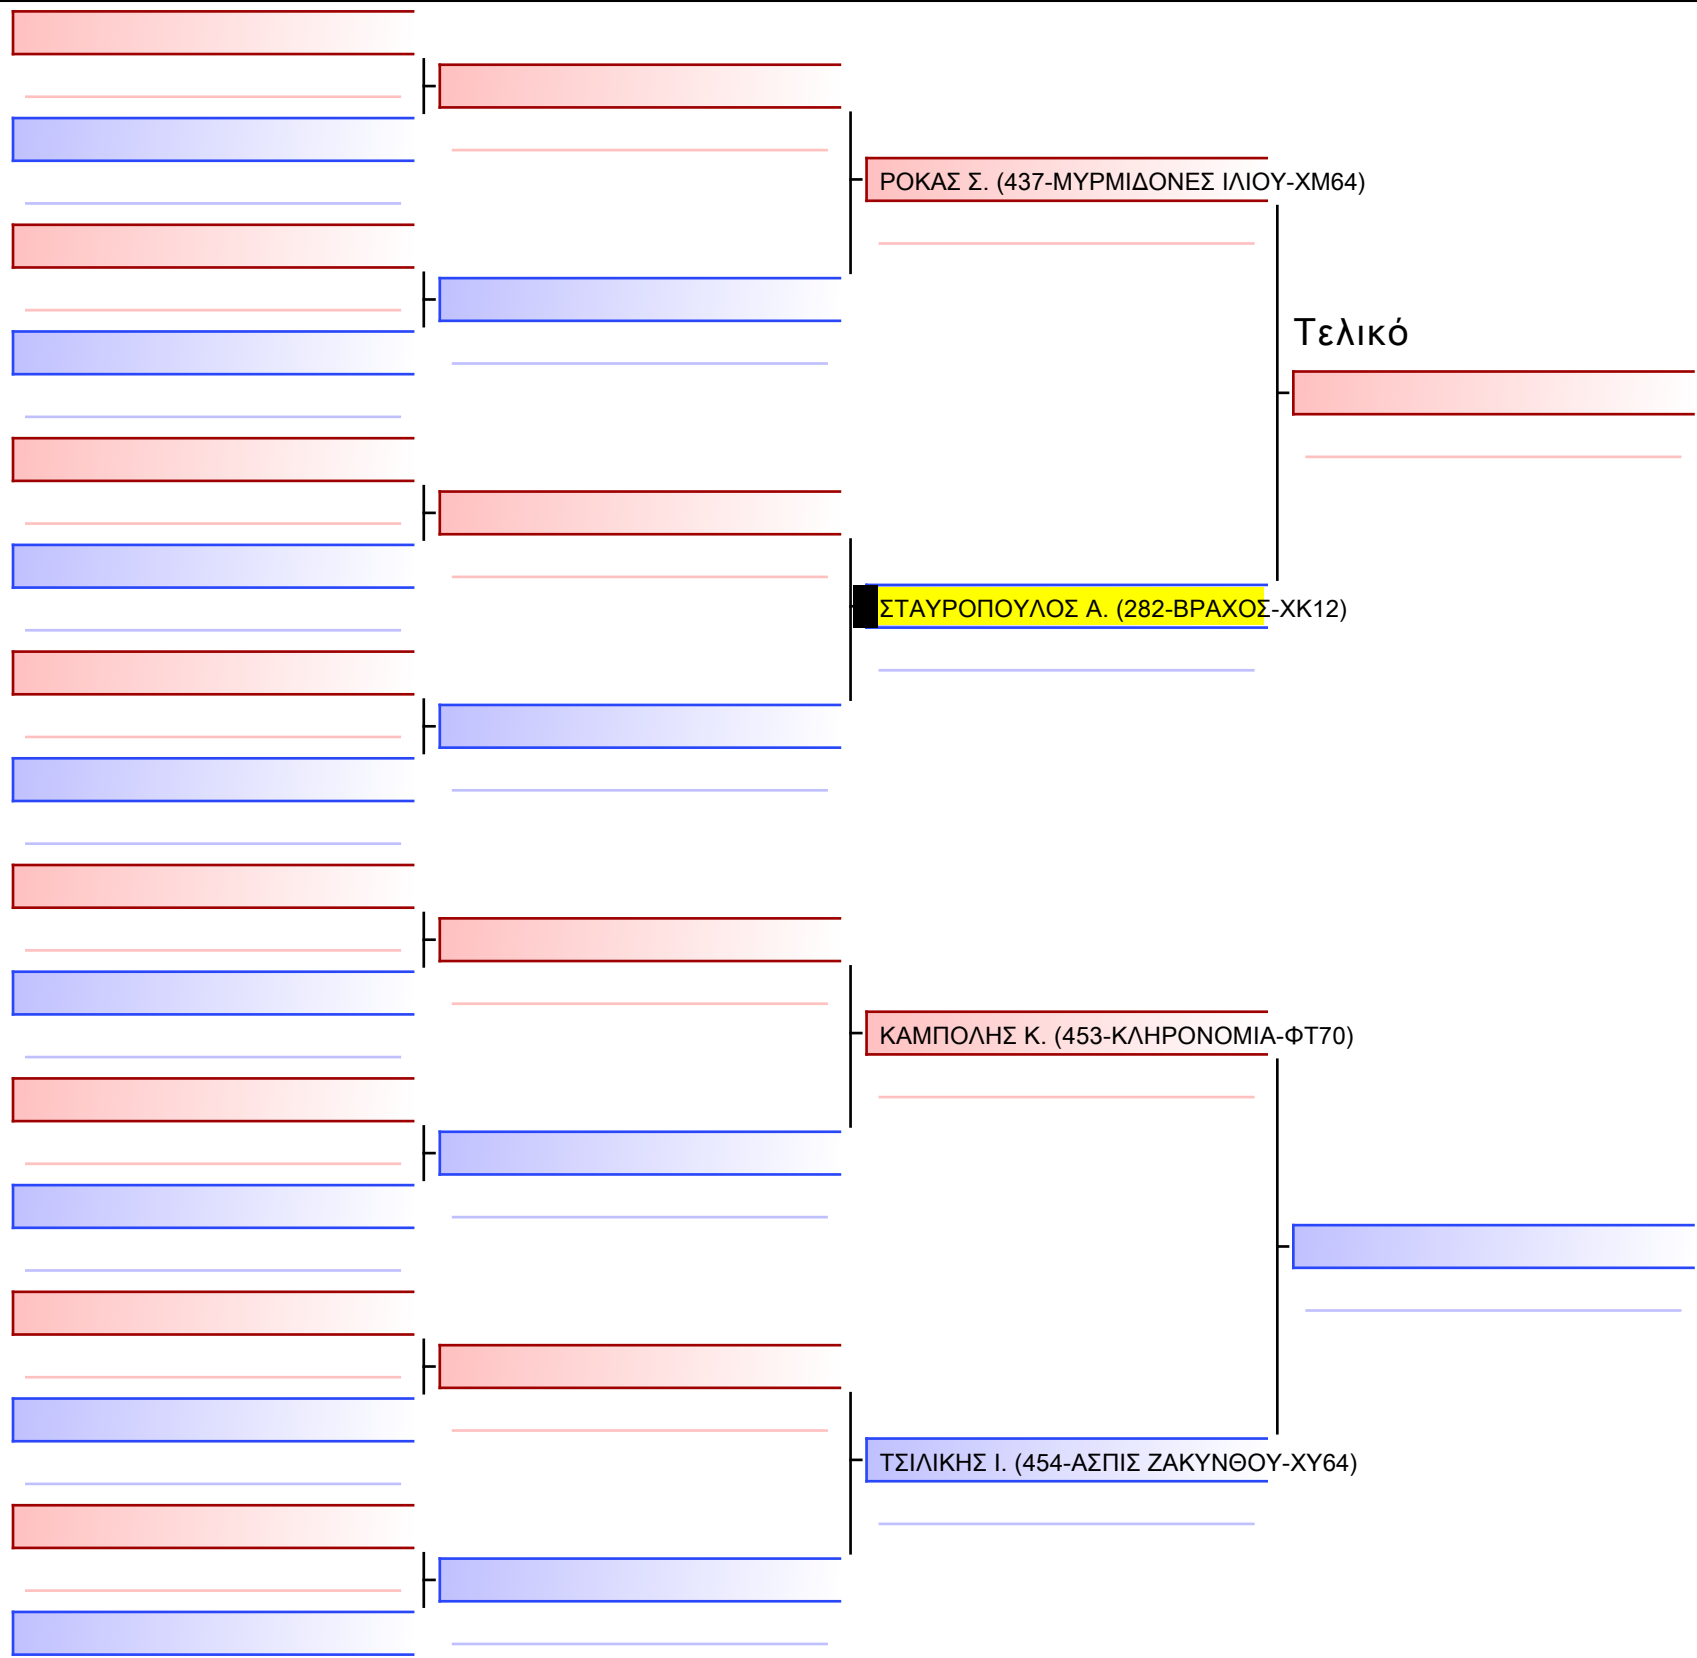 ΡΟΚΑΣ Σ. (437-ΜΥΡΜΙΔΟΝΕΣ ΙΛΙΟΥ-ΧΜ64)
Τελικό
ΣΤΑΥΡΟΠΟΥΛΟΣ Α. (282-ΒΡΑΧΟΣ-ΧΚ12)
ΚΑΜΠΟΛΗΣ Κ. (453-ΚΛΗΡΟΝΟΜΙΑ-ΦΤ70)
ΤΣΙΛΙΚΗΣ Ι. (454-ΑΣΠΙΣ ΖΑΚΥΝΘΟΥ-ΧΥ64)